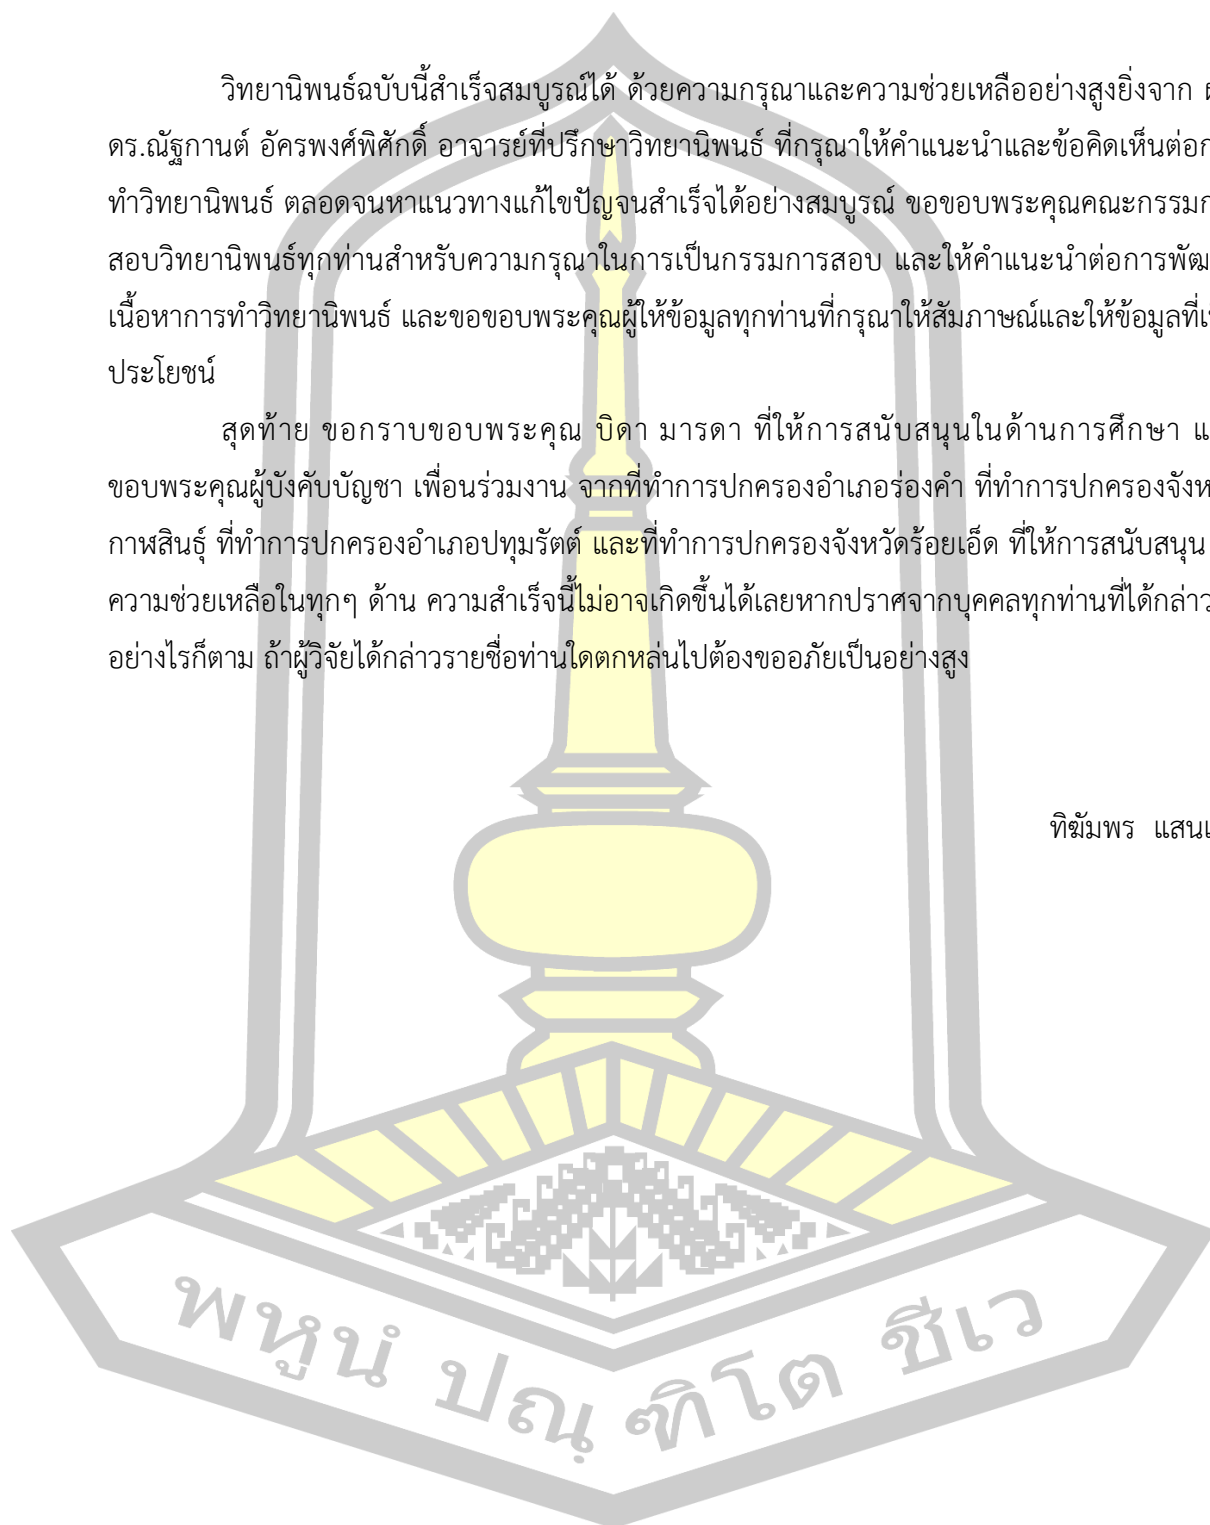 วิทยานิพนธ์ฉบับนี้สำเร็จสมบูรณ์ได้ ด้วยความกรุณาและความช่วยเหลืออย่างสูงยิ่งจาก
ดร.ณัฐกานต์ อัครพงศ์พิศักดิ์ อาจารย์ที่ปรึกษาวิทยานิพนธ์ ที่กรุณาให้คำแนะนำและข้อคิดเห็นต่อก
ทำวิทยานิพนธ์ ตลอดจนหาแนวทางแก้ไขปัญจนสำเร็จได้อย่างสมบูรณ์ ขอขอบพระคุณคณะกรรมก
สอบวิทยานิพนธ์ทุกท่านสำหรับความกรุณาในการเป็นกรรมการสอบ และให้คำแนะนำต่อการพัฒ
เนื้อหาการทำวิทยานิพนธ์ และขอขอบพระคุณผู้ให้ข้อมูลทุกท่านที่กรุณาให้สัมภาษณ์และให้ข้อมูลที่เ
ประโยชน์
สุดท้าย ขอกราบขอบพระคุณ บิดา มารดา ที่ให้การสนับสนุนในด้านการศึกษา แ
ขอบพระคุณผู้บังคับบัญชา เพื่อนร่วมงาน จากที่ทำการปกครองอำเภอร่องคำ ที่ทำการปกครองจังห
กาฬสินธุ์ ที่ทำการปกครองอำเภอปทุมรัตต์ และที่ทำการปกครองจังหวัดร้อยเอ็ด ที่ให้การสนับสนุน
ความช่วยเหลือในทุกๆ ด้าน ความสำเร็จนี้ไม่อาจเกิดขึ้นได้เลยหากปราศจากบุคคลทุกท่านที่ได้กล่าว
อย่างไรก็ตาม ถ้าผู้วิจัยได้กล่าวรายชื่อท่านใดตกหล่นไปต้องขออภัยเป็นอย่างสูง
ทิฆัมพร แสน
พหูนํ ปณฺฑิโต ชีเว